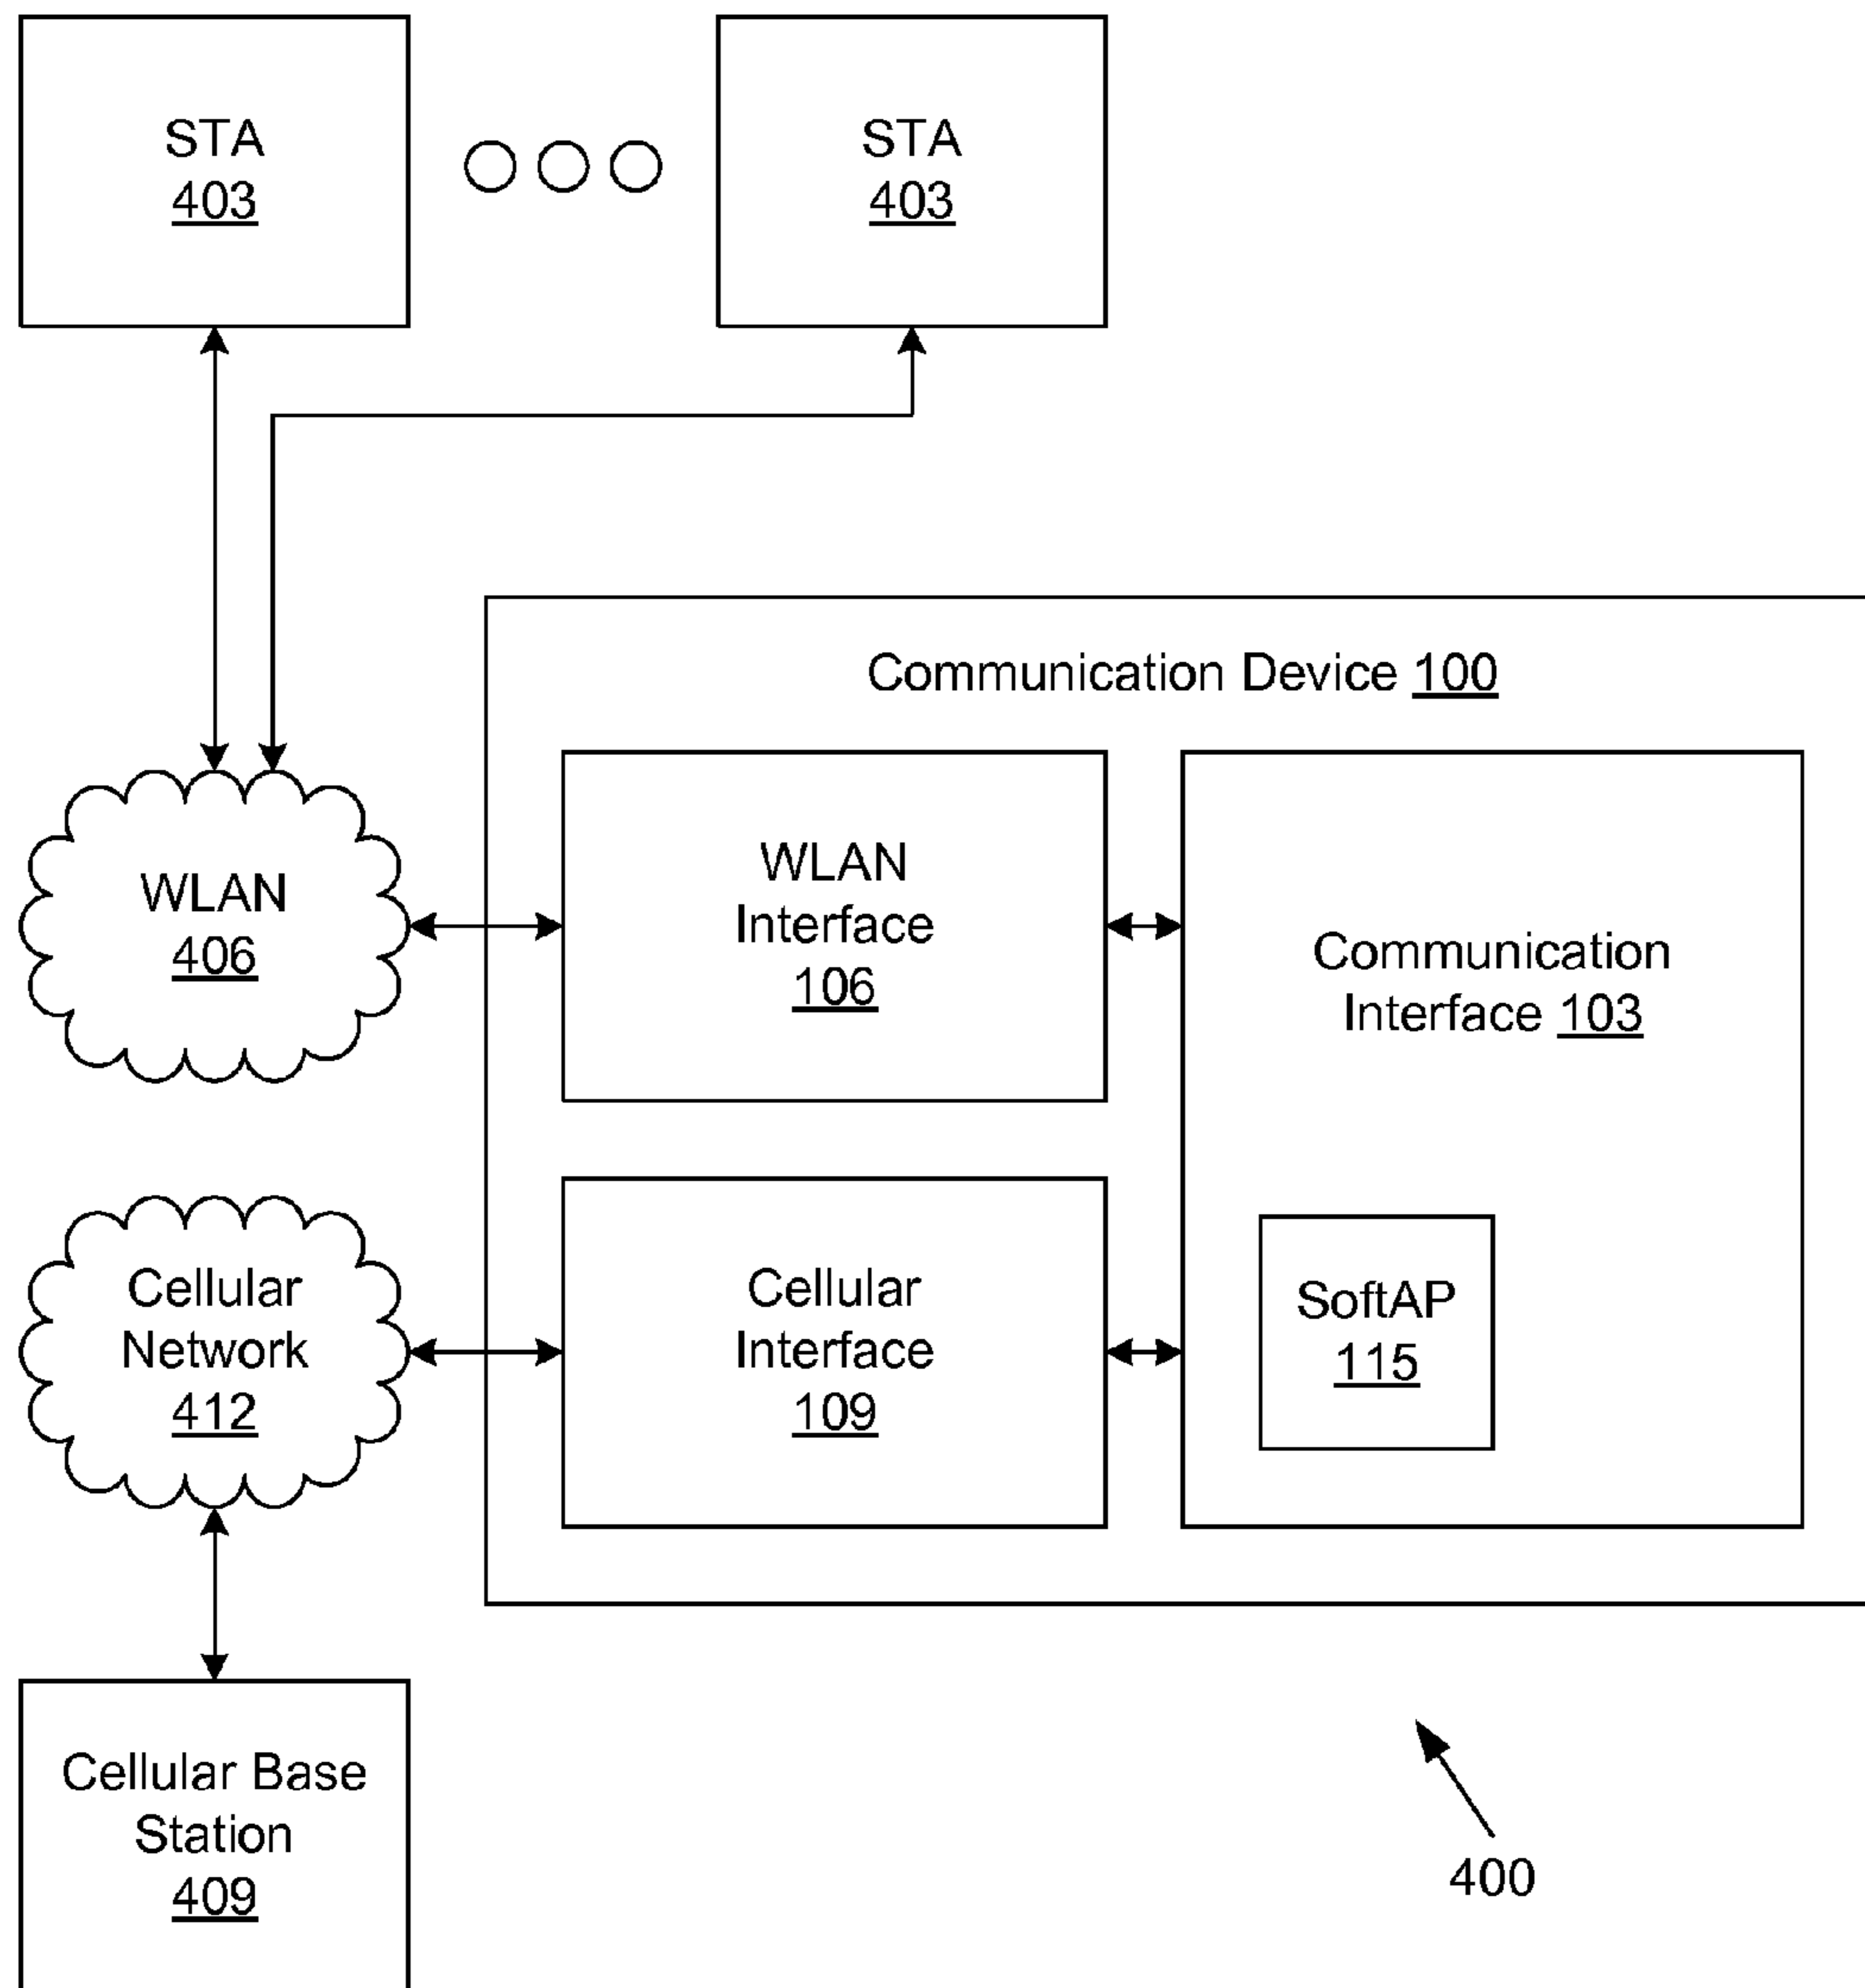 STA
403
STA
403
Communication Device 100
WLAN
406
WLAN
Interface
106
Communication
Interface 103
Cellular
Network
412
Cellular
Interface
109
SoftAP
115
Cellular Base
Station
409
400